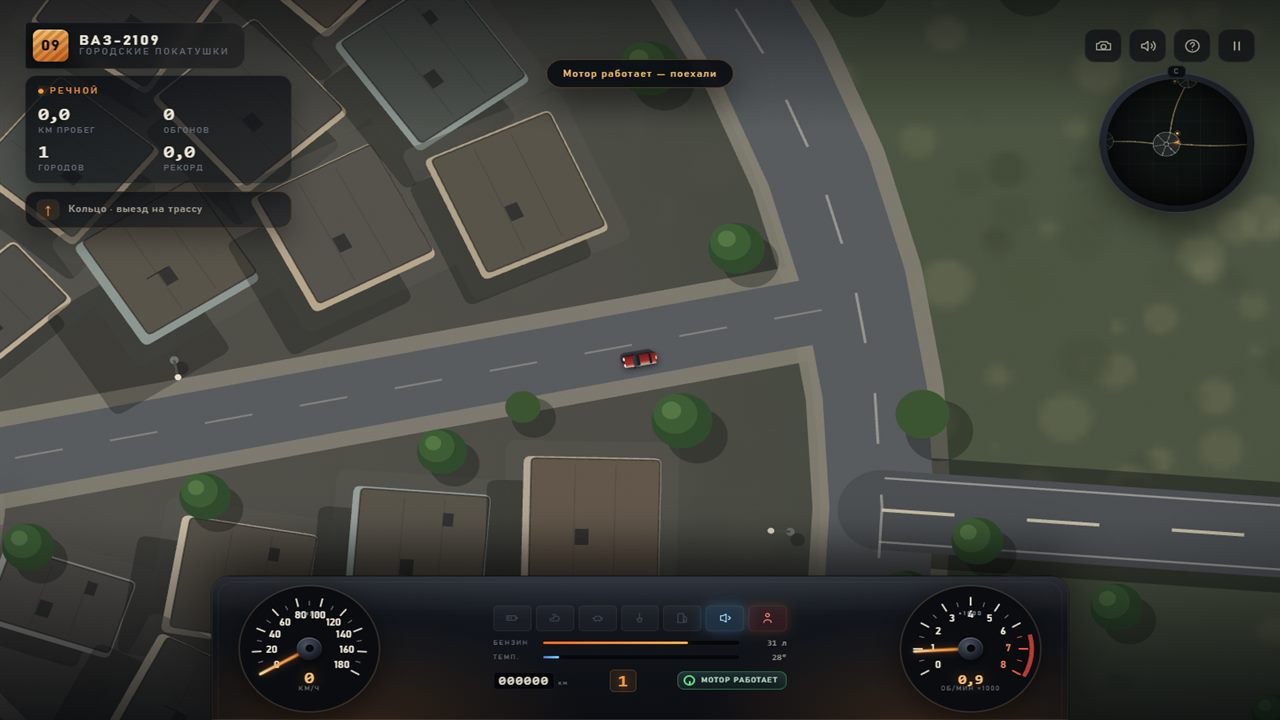 09
ВАЗ-2109
ГОРОДСКИЕ ПОКАТУШКИ
РЕЧНОЙ
0,0
КМ ПРОБЕГ
0
ОБГОНОВ
1
ГОРОДОВ
0,0
РЕКОРД
↑ Кольцо · выезд на трассу
Мотор работает — поехали
С
0 20 40 60 80 100 120 140 160 180
0
КМ/Ч
БЕНЗИН 31 л
ТЕМП. 28°
000000 км
1
МОТОР РАБОТАЕТ
0 1 2 3 4 5 6 7 8
0,9
ОБ/МИН ×1000